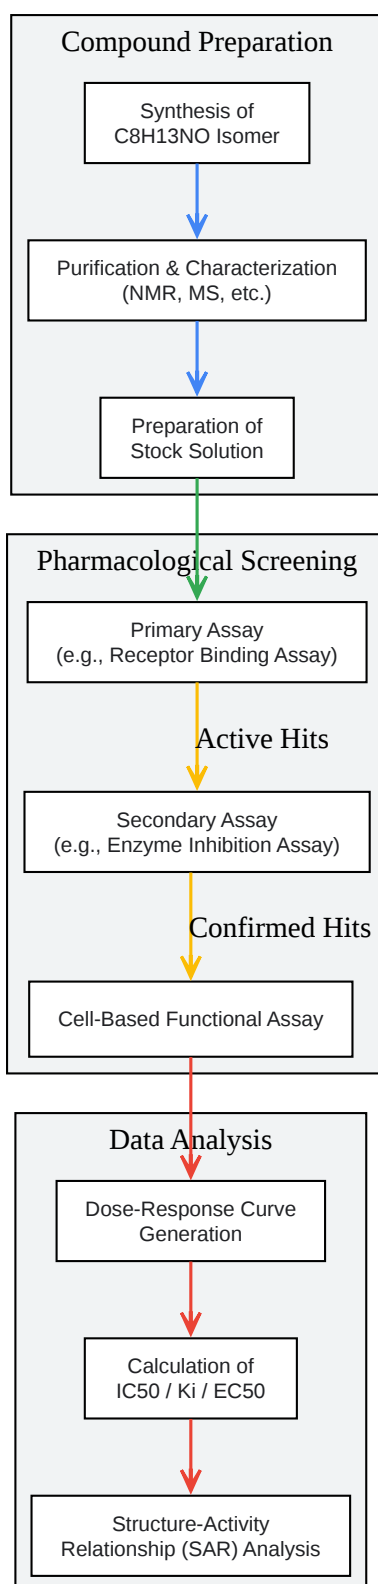 Compound Preparation
Synthesis of
C8H13NO Isomer
Purification & Characterization
(NMR, MS, etc.)
Preparation of
Stock Solution
Pharmacological Screening
Primary Assay
(e.g., Receptor Binding Assay)
Active Hits
Secondary Assay
(e.g., Enzyme Inhibition Assay)
Confirmed Hits
Cell-Based Functional Assay
Data Analysis
Dose-Response Curve
Generation
Calculation of
IC50 / Ki / EC50
Structure-Activity
Relationship (SAR) Analysis